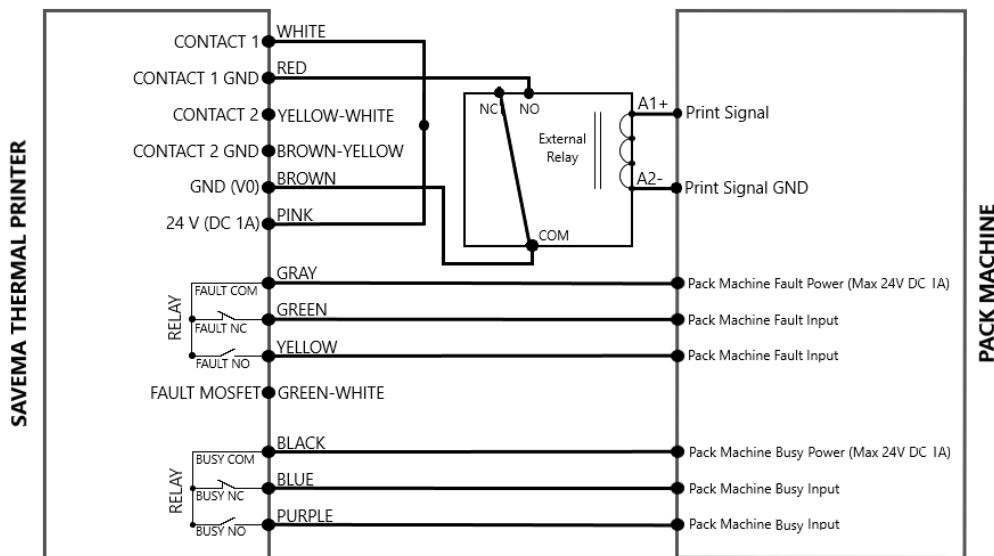 SAVEMA THERMAL PRINTER
CONTACT 1
WHITE
CONTACT 1 GND
RED
CONTACT 2
YELLOW-WHITE
CONTACT 2 GND
BROWN-YELLOW
GND (V0)
BROWN
24 V (DC 1A)
PINK
NC
NO
External
Relay
COM
A1+
Print Signal
A2-
Print Signal GND
RELAY
FAULT COM
GRAY
Pack Machine Fault Power (Max 24V DC 1A)
FAULT NC
GREEN
Pack Machine Fault Input
FAULT NO
YELLOW
Pack Machine Fault Input
FAULT MOSFET
GREEN-WHITE
RELAY
BUSY COM
BLACK
Pack Machine Busy Power (Max 24V DC 1A)
BUSY NC
BLUE
Pack Machine Busy Input
BUSY NO
PURPLE
Pack Machine Busy Input
PACK MACHINE